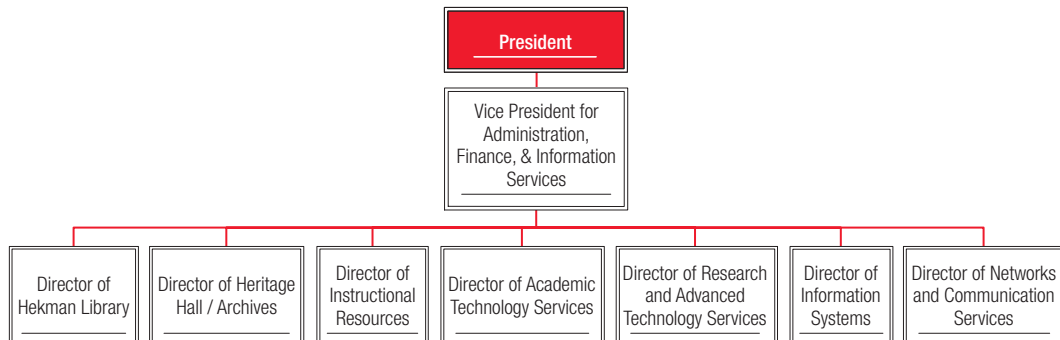 President
Vice President for
Administration,
Finance, & Information
Services
Director of
Hekman Library
Director of Heritage
Hall / Archives
Director of
Instructional
Resources
Director of Academic
Technology Services
Director of Research
and Advanced
Technology Services
Director of
Information
Systems
Director of Networks
and Communication
Services